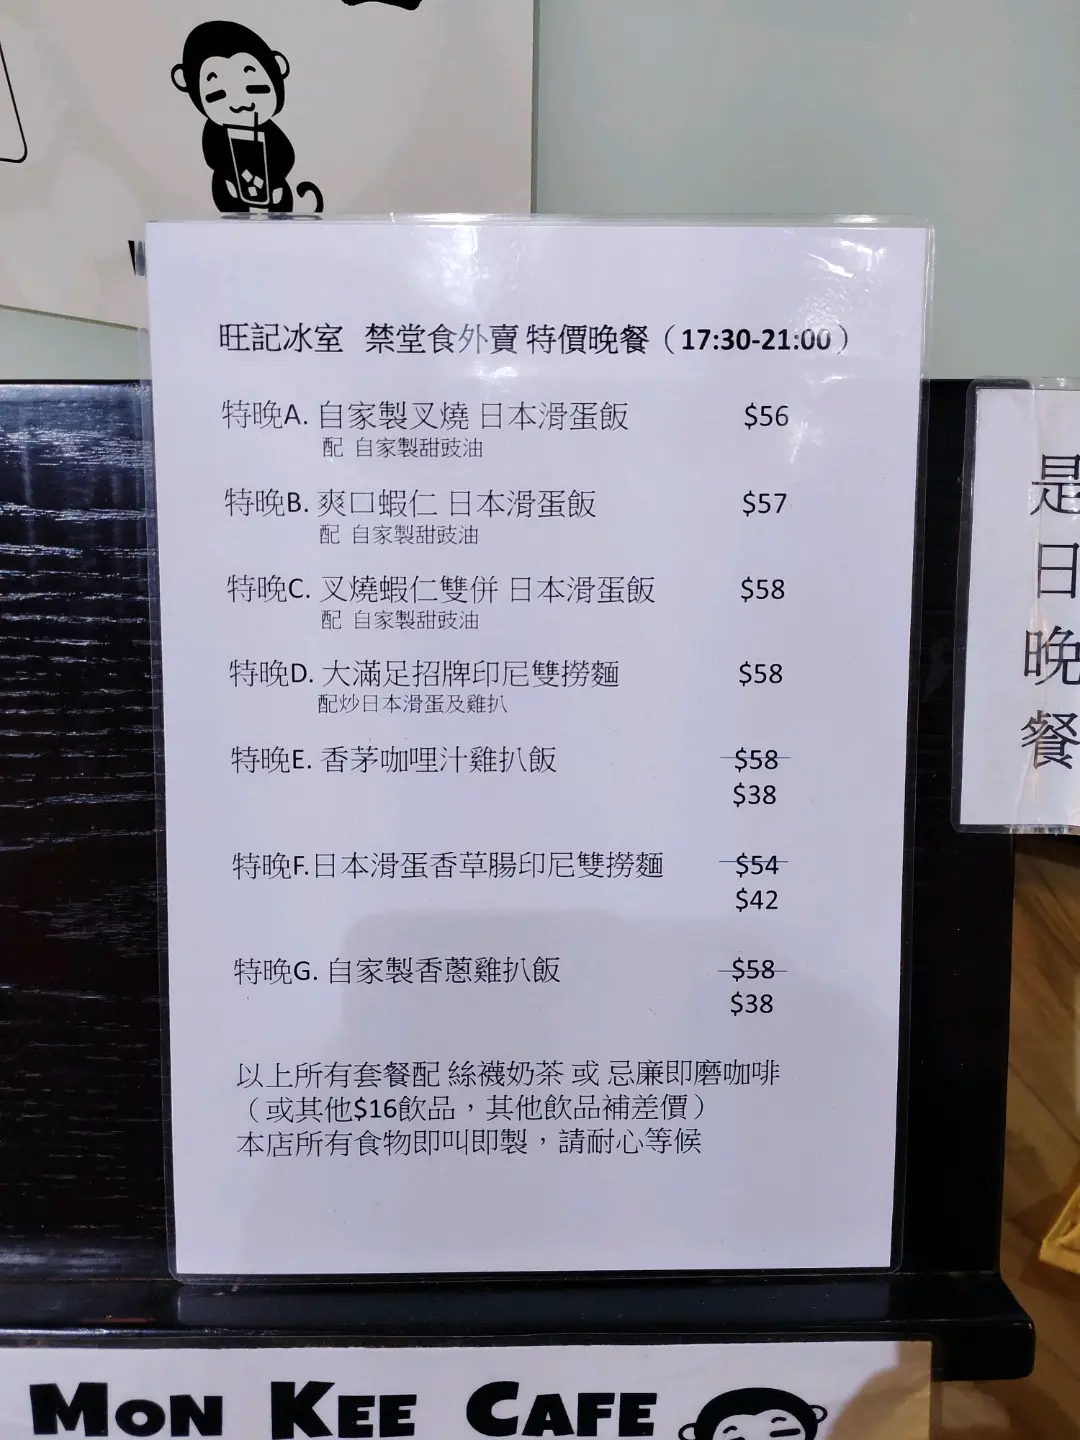 旺記冰室 禁堂食外賣 特價晚餐（17:30-21:00）
特晚A. 自家製叉燒 日本滑蛋飯 $56
配 自家製甜豉油
特晚B. 爽口蝦仁 日本滑蛋飯 $57
配 自家製甜豉油
特晚C. 叉燒蝦仁雙併 日本滑蛋飯 $58
配 自家製甜豉油
特晚D. 大滿足招牌印尼雙撈麵 $58
配炒日本滑蛋及雞扒
特晚E. 香茅咖哩汁雞扒飯 $58
$38
特晚F.日本滑蛋香草腸印尼雙撈麵 $54
$42
特晚G. 自家製香蔥雞扒飯 $58
$38
以上所有套餐配 絲襪奶茶 或 忌廉即磨咖啡
（或其他$16飲品，其他飲品補差價）
本店所有食物即叫即製，請耐心等候
是日晚餐
MON KEE CAFE